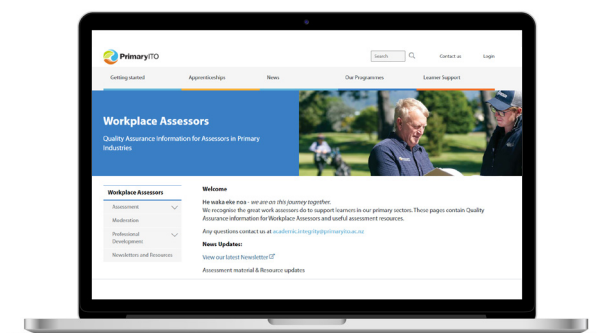 PrimaryITO
Search
Contact us
Login
Getting started
Apprenticeships
News
Our Programmes
Learner Support
Workplace Assessors
Quality Assurance Information for Assessors in Primary
Industries
Workplace Assessors
Assessment
Moderation
Professional
Development
Newsletters and Resources
Welcome
He waka eke noa - we are on this journey together.
We recognise the great work assessors do to support learners in our primary sectors. These pages contain Quality
Assurance information for Workplace Assessors and useful assessment resources.
Any questions contact us at academic.integrity@primaryito.ac.nz
News Updates:
View our latest Newsletter
Assessment material & Resource updates